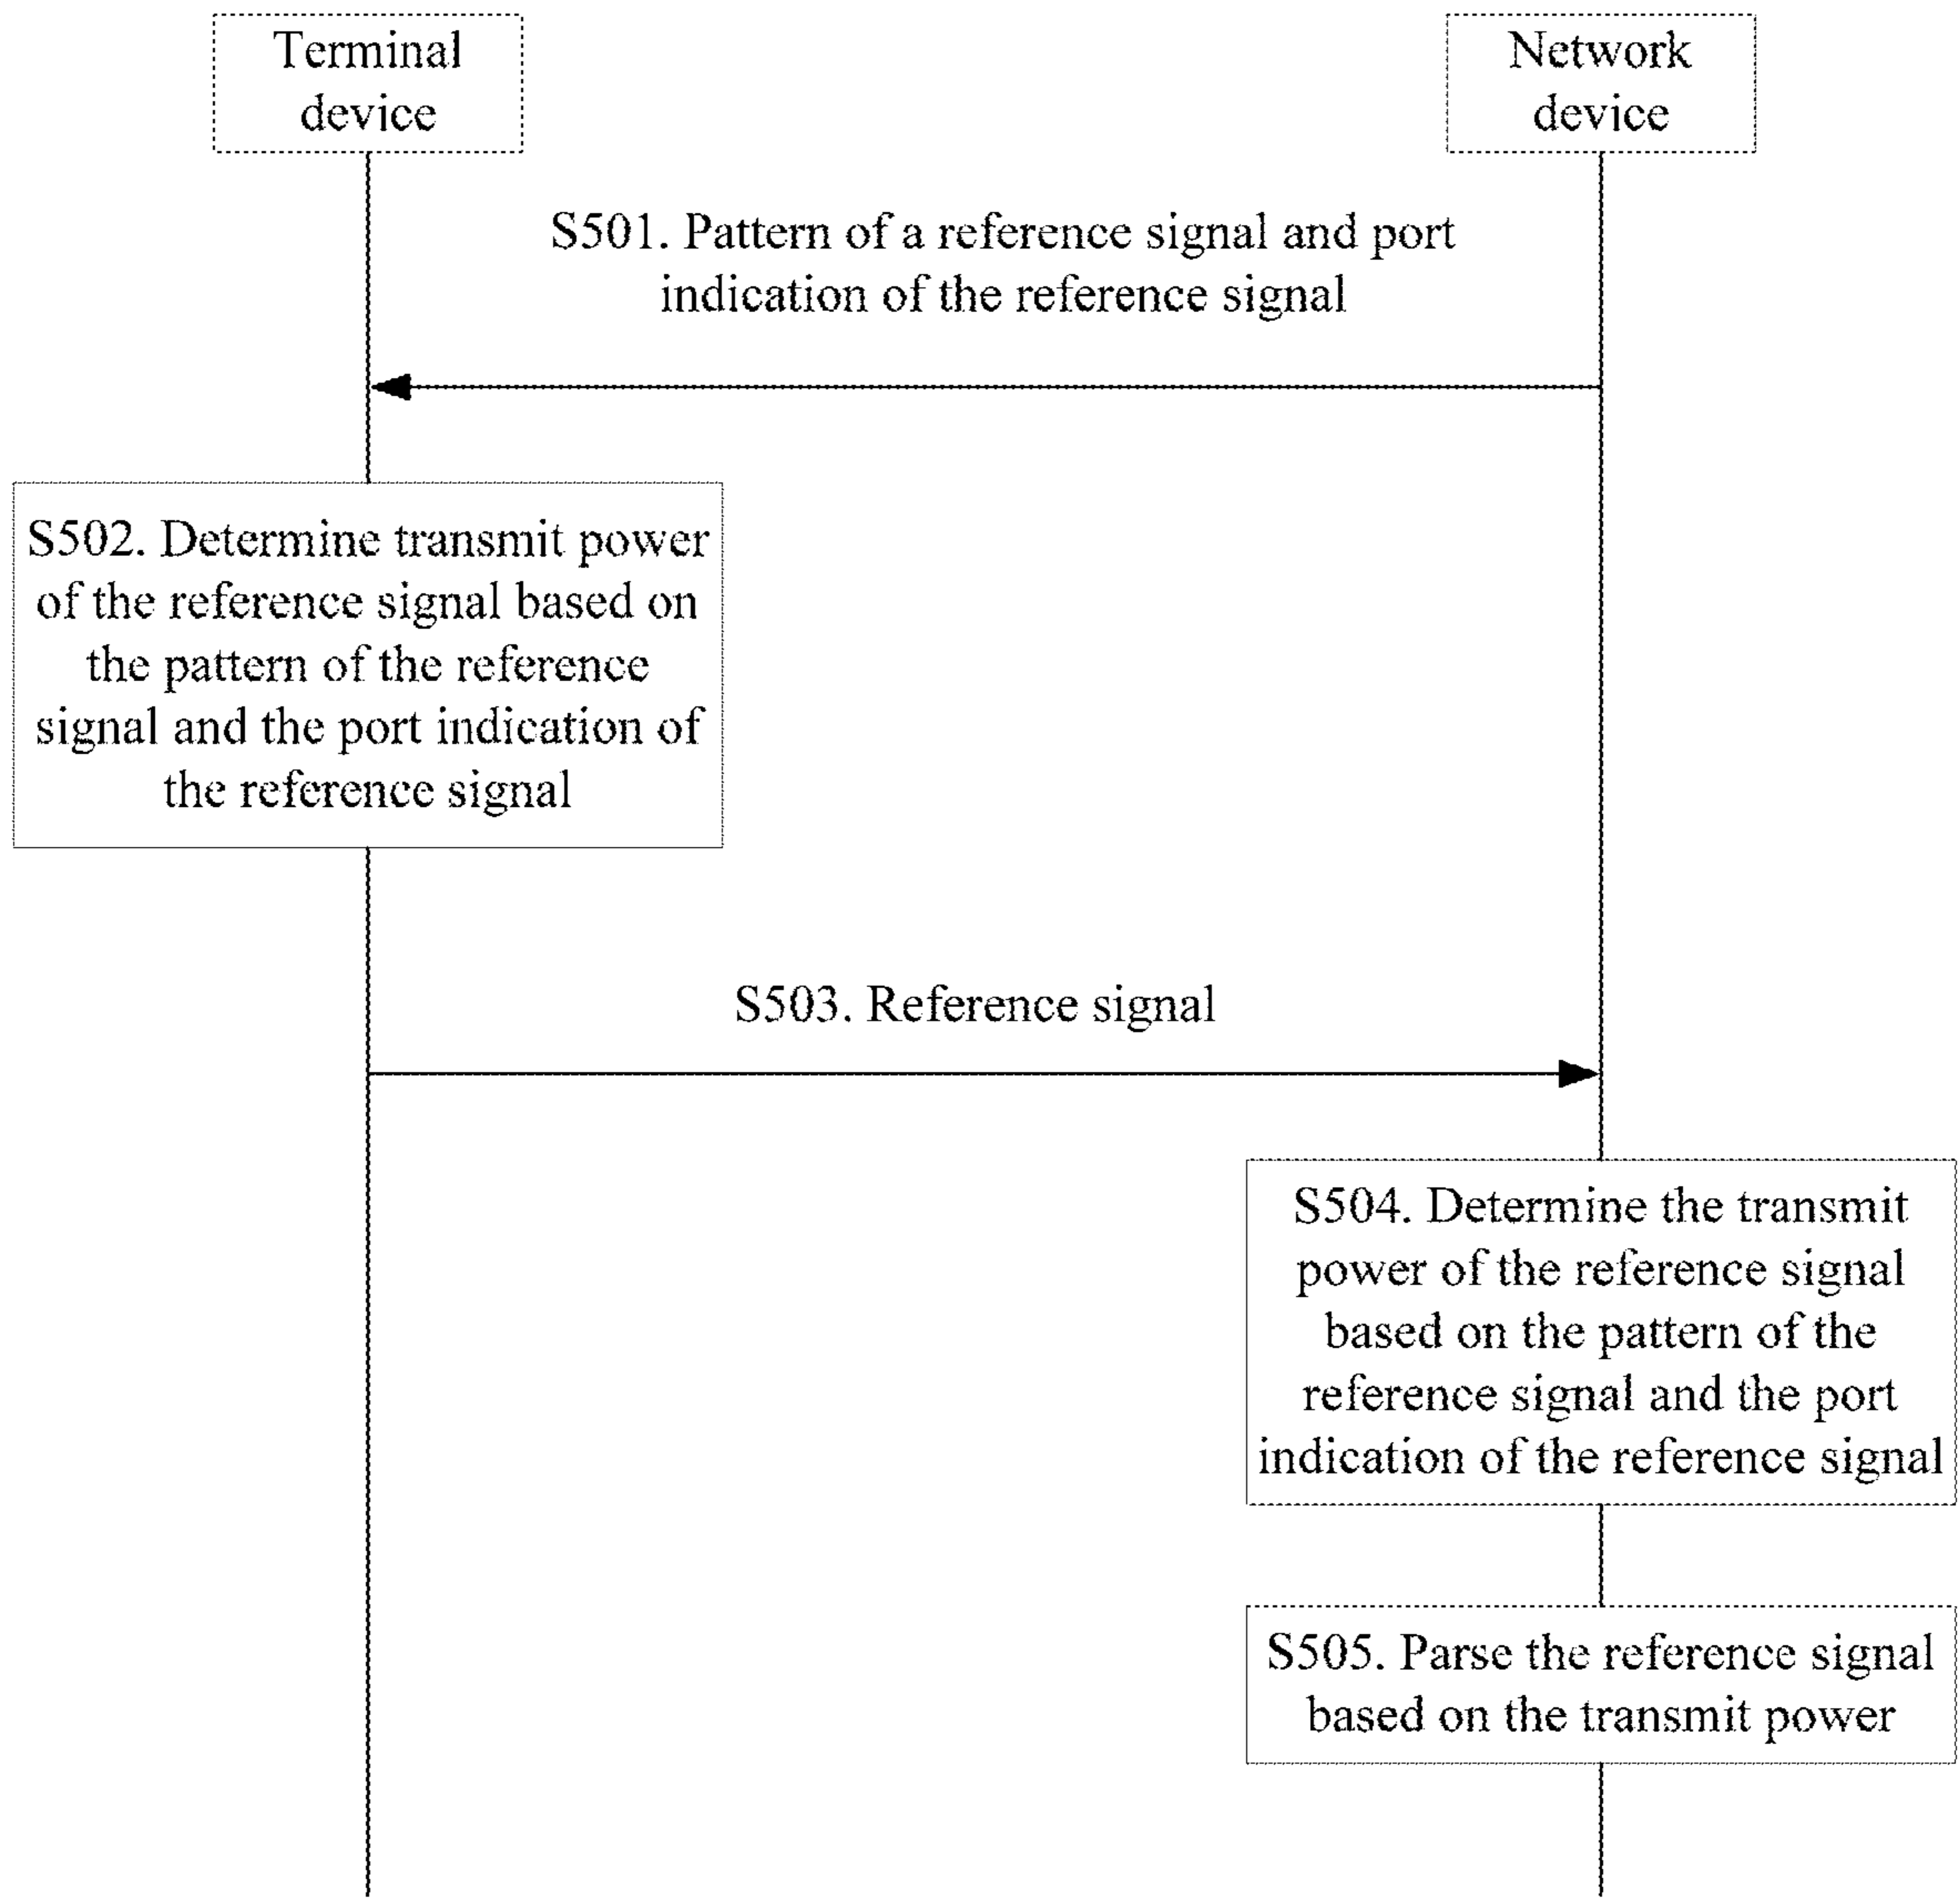 Terminal
device
Network
device
S501. Pattern of a reference signal and port
indication of the reference signal
S502. Determine transmit power
of the reference signal based on
the pattern of the reference
signal and the port indication of
the reference signal
S503. Reference signal
S504. Determine the transmit
power of the reference signal
based on the pattern of the
reference signal and the port
indication of the reference signal
S505. Parse the reference signal
based on the transmit power